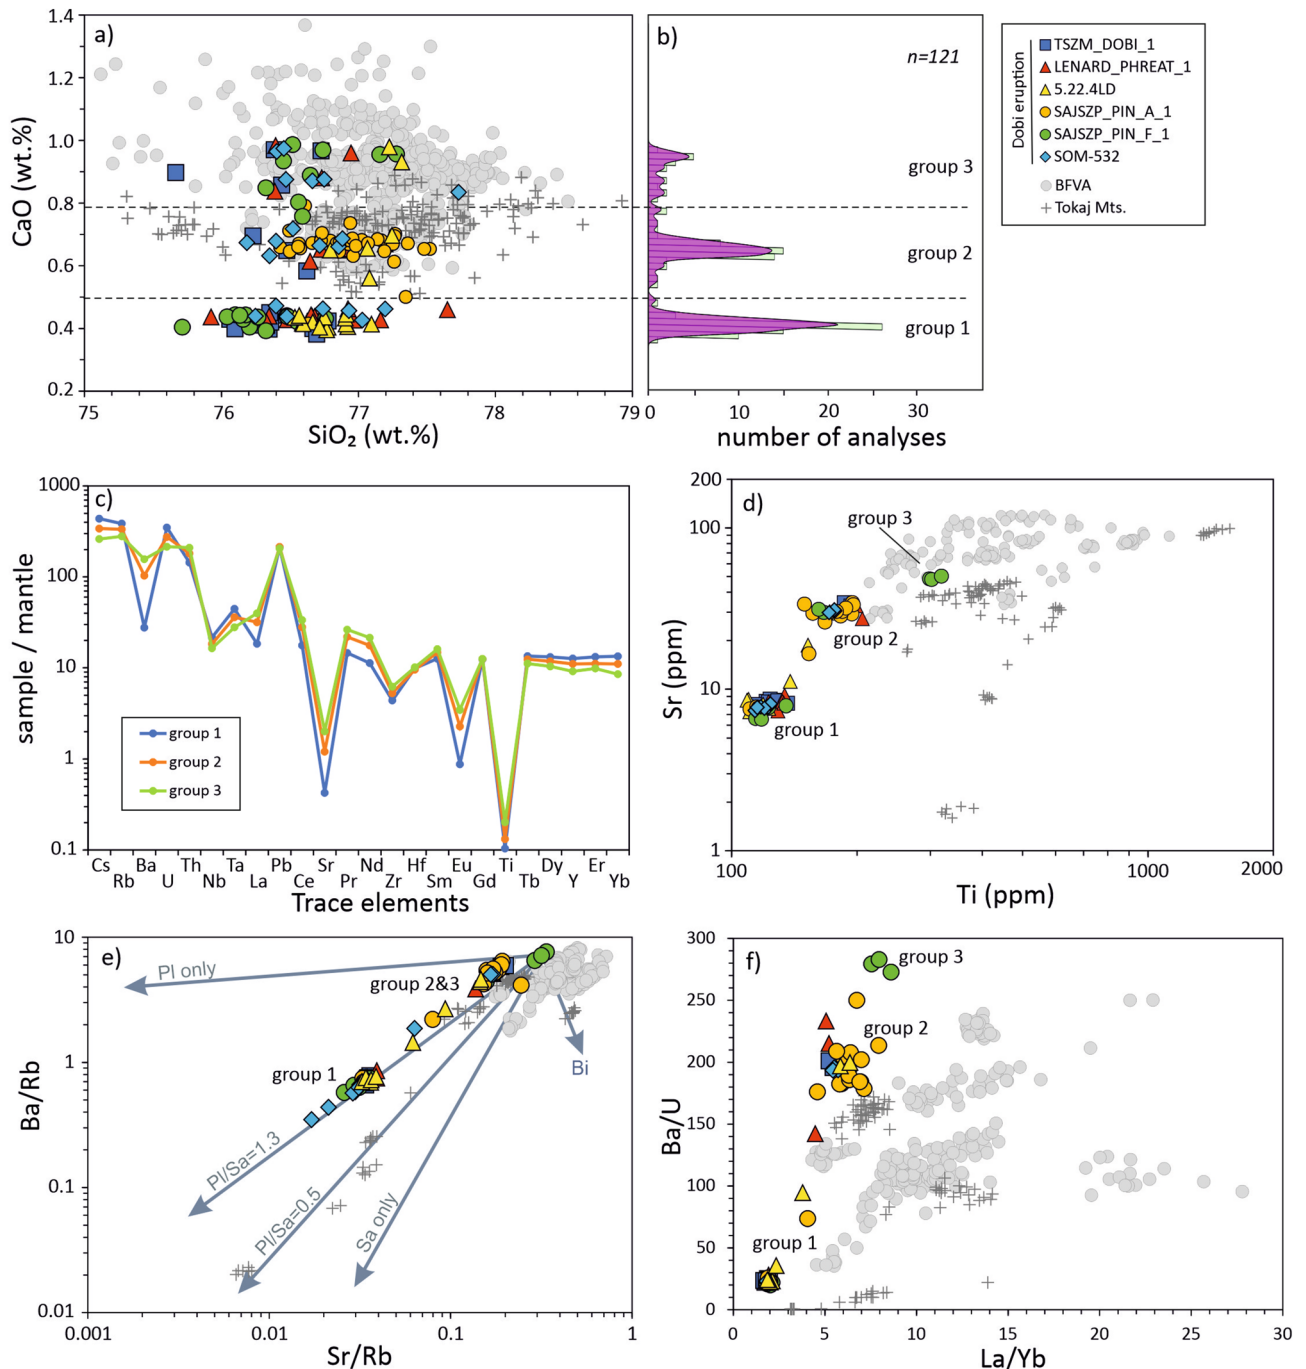 a)
1.4
1.2
1.0
0.8
0.6
0.4
0.2
CaO (wt.%)
75
76
77
78
79
SiO₂ (wt.%)
b)
n=121
group 3
group 2
group 1
0
10
20
30
number of analyses
Dobi eruption
TSZM_DOBI_1
LENARD_PHREAT_1
5.22.4LD
SAJSZP_PIN_A_1
SAJSZP_PIN_F_1
SOM-532
BFVA
Tokaj Mts.
c)
1000
100
10
1
0.1
sample / mantle
group 1
group 2
group 3
Cs Ba Th Ta Pb Sr Nd Hf Eu Ti Dy Er
Rb U Nb La Ce Pr Zr Sm Gd Tb Y Yb
Trace elements
d)
200
100
10
1
Sr (ppm)
group 3
group 2
group 1
100
1000
2000
Ti (ppm)
e)
10
1
0.1
0.01
Ba/Rb
Pl only
group 2&3
Bi
group 1
Pl/Sa=1.3
Pl/Sa=0.5
Sa only
0.001
0.01
0.1
1
Sr/Rb
f)
300
250
200
150
100
50
0
Ba/U
group 3
group 2
group 1
0
5
10
15
20
25
30
La/Yb